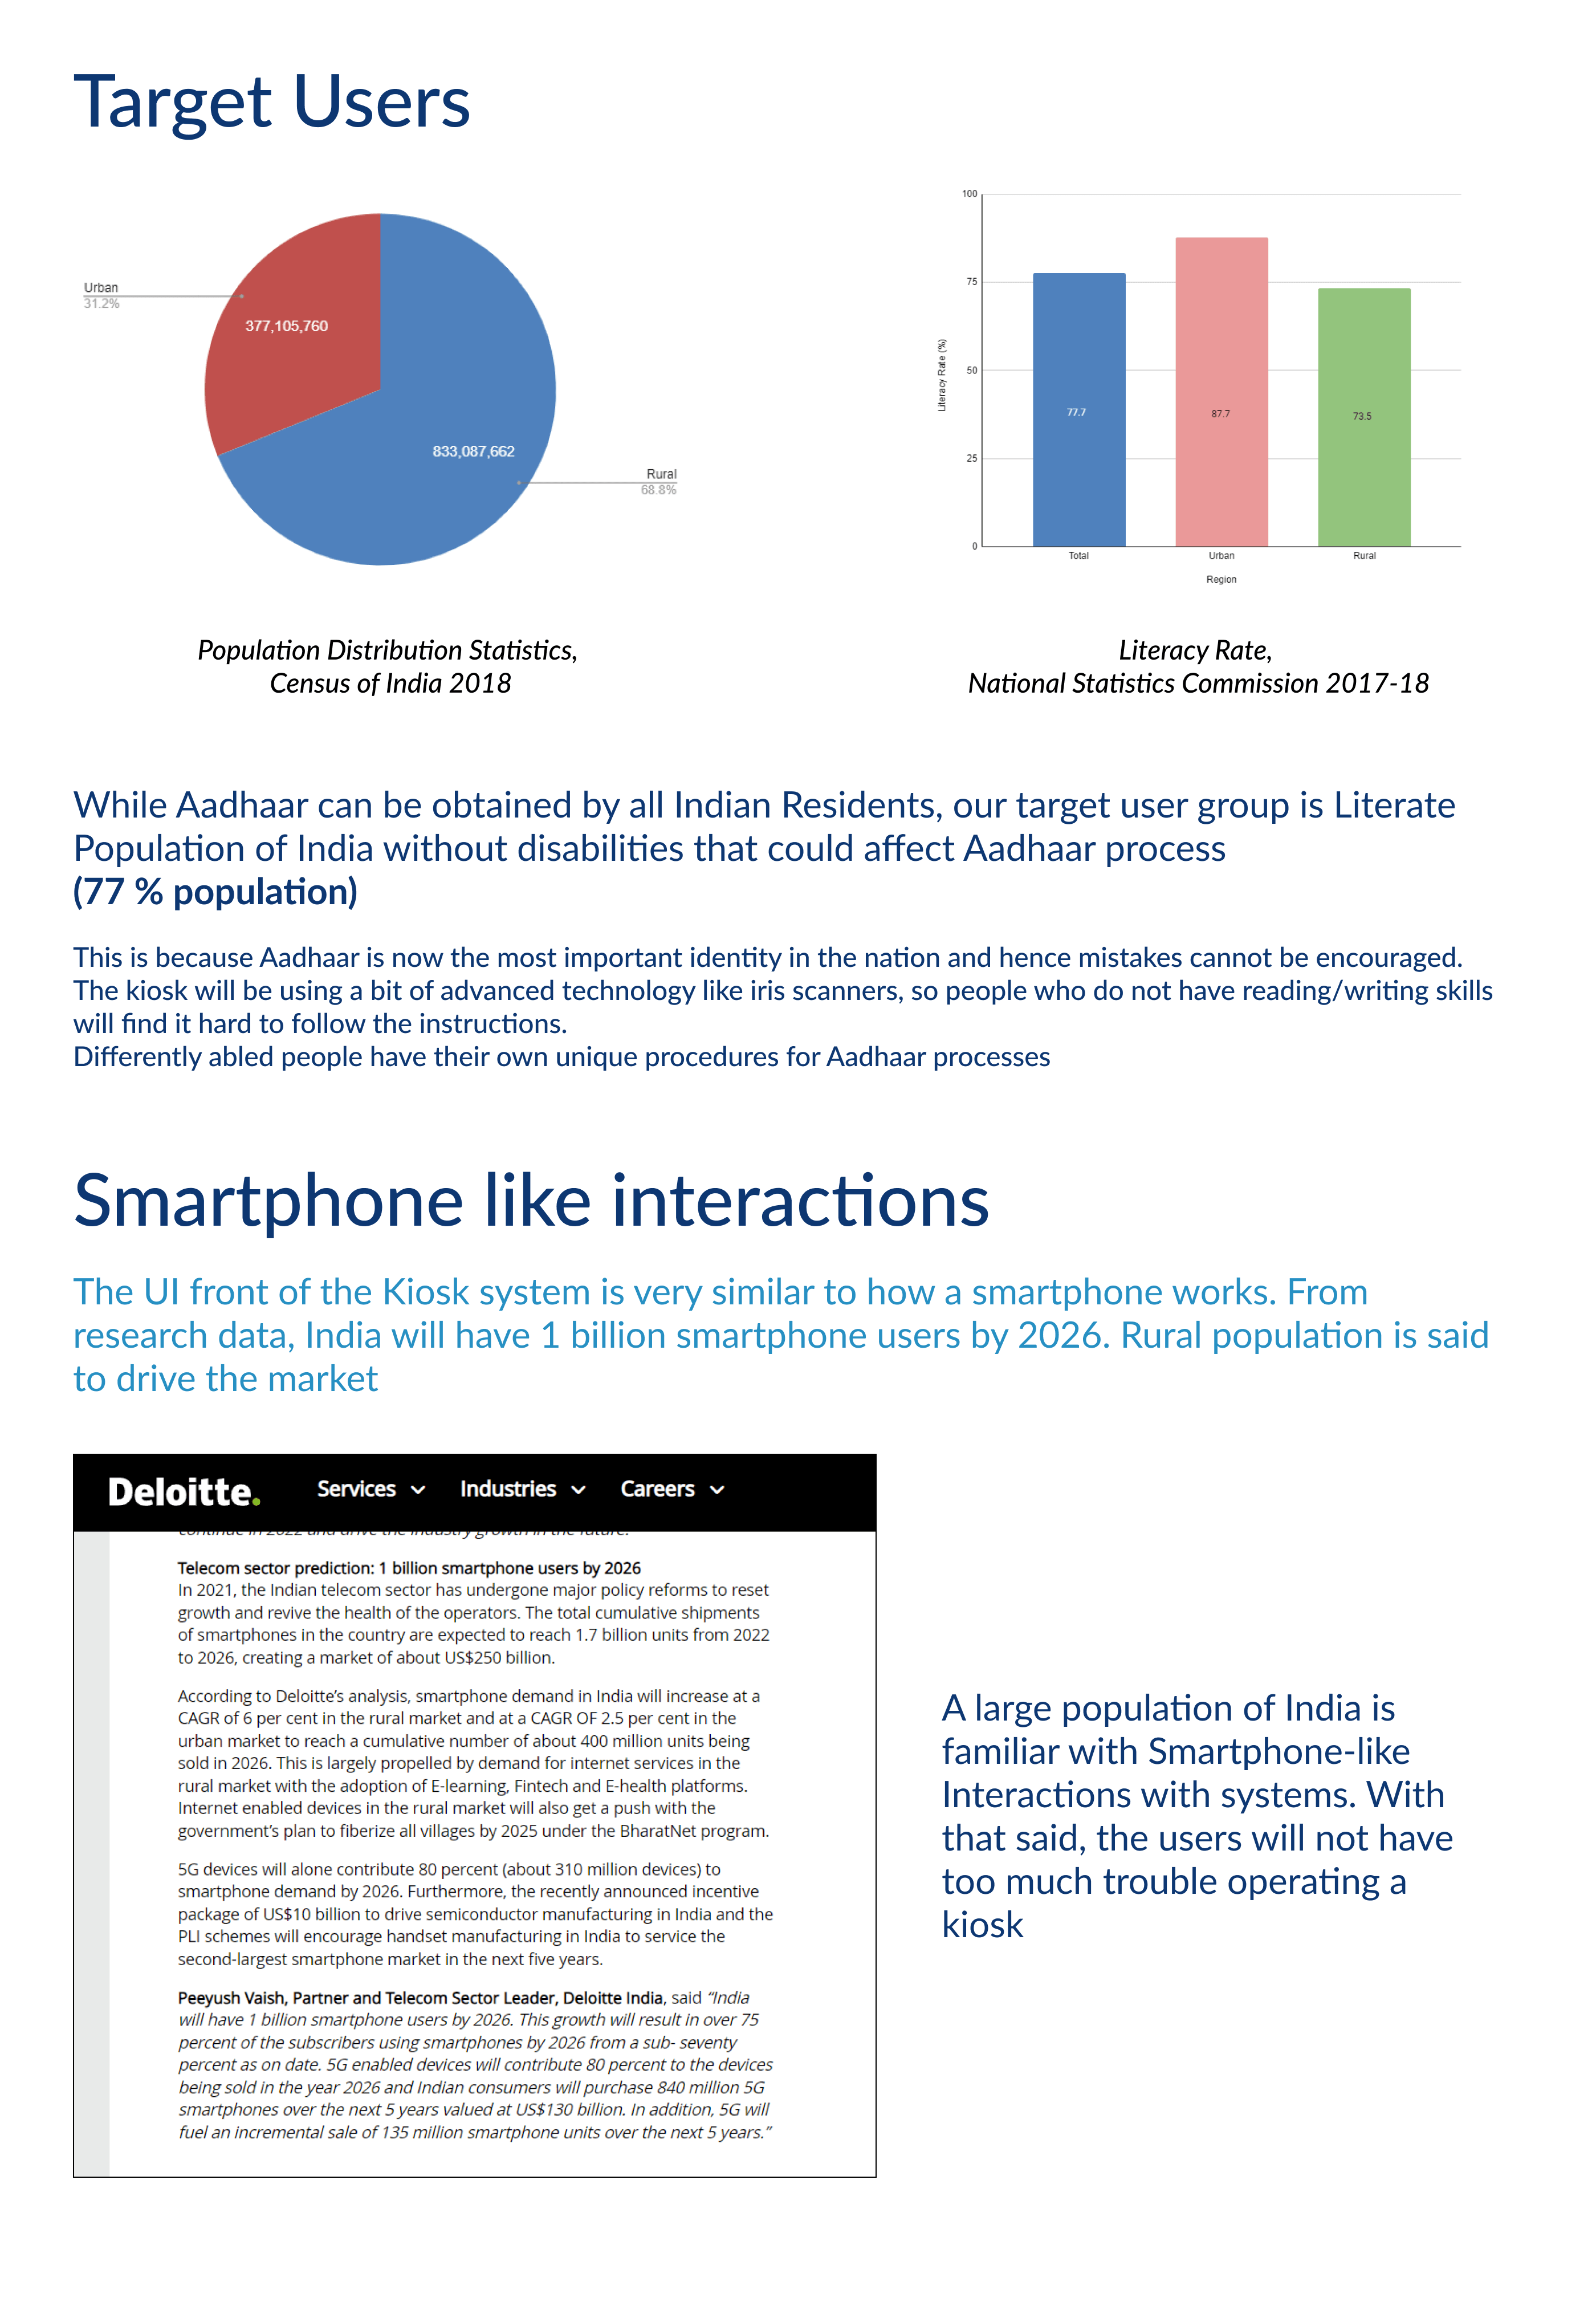 Target Users
Urban
31.2%
377,105,760
833,087,662
Rural
68.8%
Population Distribution Statistics,
Census of India 2018
100
75
50
25
0
Literacy Rate (%)
77.7
87.7
73.5
Total
Urban
Rural
Region
Literacy Rate,
National Statistics Commission 2017-18
While Aadhaar can be obtained by all Indian Residents, our target user group is Literate
Population of India without disabilities that could affect Aadhaar process
(77 % population)
This is because Aadhaar is now the most important identity in the nation and hence mistakes cannot be encouraged.
The kiosk will be using a bit of advanced technology like iris scanners, so people who do not have reading/writing skills
will find it hard to follow the instructions.
Differently abled people have their own unique procedures for Aadhaar processes
Smartphone like interactions
The UI front of the Kiosk system is very similar to how a smartphone works. From
research data, India will have 1 billion smartphone users by 2026. Rural population is said
to drive the market
Deloitte.
Services
Industries
Careers
continue in 2022 and drive the industry growth in the future.
Telecom sector prediction: 1 billion smartphone users by 2026
In 2021, the Indian telecom sector has undergone major policy reforms to reset
growth and revive the health of the operators. The total cumulative shipments
of smartphones in the country are expected to reach 1.7 billion units from 2022
to 2026, creating a market of about US$250 billion.
According to Deloitte's analysis, smartphone demand in India will increase at a
CAGR of 6 per cent in the rural market and at a CAGR OF 2.5 per cent in the
urban market to reach a cumulative number of about 400 million units being
sold in 2026. This is largely propelled by demand for internet services in the
rural market with the adoption of E-learning, Fintech and E-health platforms.
Internet enabled devices in the rural market will also get a push with the
government's plan to fiberize all villages by 2025 under the BharatNet program.
5G devices will alone contribute 80 percent (about 310 million devices) to
smartphone demand by 2026. Furthermore, the recently announced incentive
package of US$10 billion to drive semiconductor manufacturing in India and the
PLI schemes will encourage handset manufacturing in India to service the
second-largest smartphone market in the next five years.
Peeyush Vaish, Partner and Telecom Sector Leader, Deloitte India, said “India
will have 1 billion smartphone users by 2026. This growth will result in over 75
percent of the subscribers using smartphones by 2026 from a sub- seventy
percent as on date. 5G enabled devices will contribute 80 percent to the devices
being sold in the year 2026 and Indian consumers will purchase 840 million 5G
smartphones over the next 5 years valued at US$130 billion. In addition, 5G will
fuel an incremental sale of 135 million smartphone units over the next 5 years.”
A large population of India is
familiar with Smartphone-like
Interactions with systems. With
that said, the users will not have
too much trouble operating a
kiosk